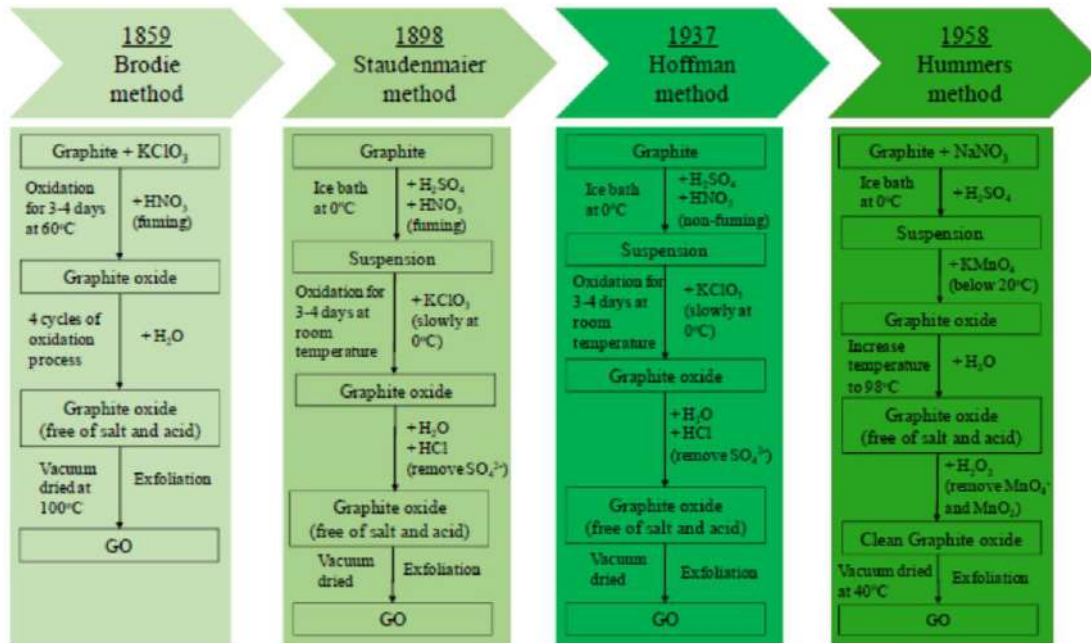 1859
Brodie
method
Graphite + KClO₃
Oxidation
for 3-4 days
at 60°C
+HNO₃
(fuming)
Graphite oxide
4 cycles of
oxidation
process
+ H₂O
Graphite oxide
(free of salt and acid)
Vacuum
dried at
100°C
Exfoliation
GO
1898
Staudenmaier
method
Graphite
Ice bath
at 0°C
+ H₂SO₄
+ HNO₃
(fuming)
Suspension
Oxidation for
3-4 days at
room
temperature
+ KClO₃
(slowly at
0°C)
Graphite oxide
+ H₂O
+ HCl
(remove SO₄²⁻)
Graphite oxide
(free of salt and acid)
Vacuum
dried
Exfoliation
GO
1937
Hoffman
method
Graphite
Ice bath
at 0°C
+ H₂SO₄
+ HNO₃
(non-fuming)
Suspension
Oxidation for
3-4 days at
room
temperature
+ KClO₃
(slowly at
0°C)
Graphite oxide
+ H₂O
+ HCl
(remove SO₄²⁻)
Graphite oxide
(free of salt and acid)
Vacuum
dried
Exfoliation
GO
1958
Hummers
method
Graphite + NaNO₃
Ice bath
at 0°C
+ H₂SO₄
Suspension
+ KMnO₄
(below 20°C)
Graphite oxide
Increase
temperature
to 98°C
+ H₂O
Graphite oxide
(free of salt and acid)
+ H₂O₂
(remove MnO₄⁻
and MnO₂)
Clean Graphite oxide
Vacuum dried
at 40°C
Exfoliation
GO